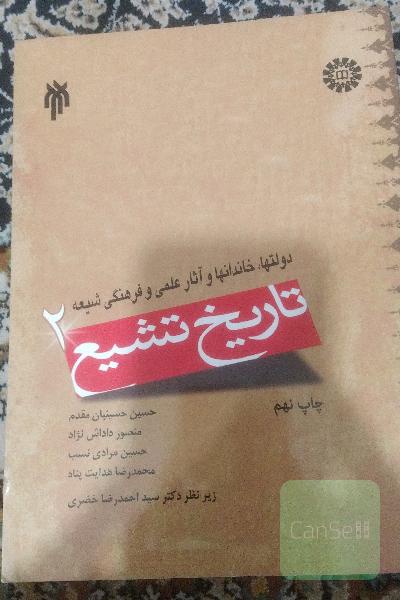 دولتها، خاندانها و آثار علمی و فرهنگی شیعه ۲
تاریخ تشیع
چاپ نهم
حسین حسینیان مقدم
منصور داداش نژاد
حسین مرادی نسب
محمدرضا هدایت پناه
زیر نظر دکتر سید احمدرضا خضری
CanSell